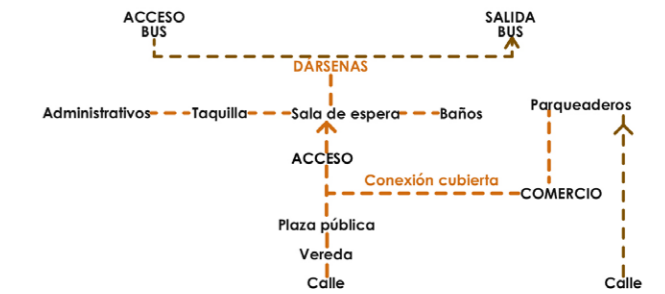 ACCESO
BUS
SALIDA
BUS
DÁRSENAS
Administrativos
Taquilla
Sala de espera
Baños
Parqueaderos
ACCESO
Conexión cubierta
COMERCIO
Plaza pública
Vereda
Calle
Calle